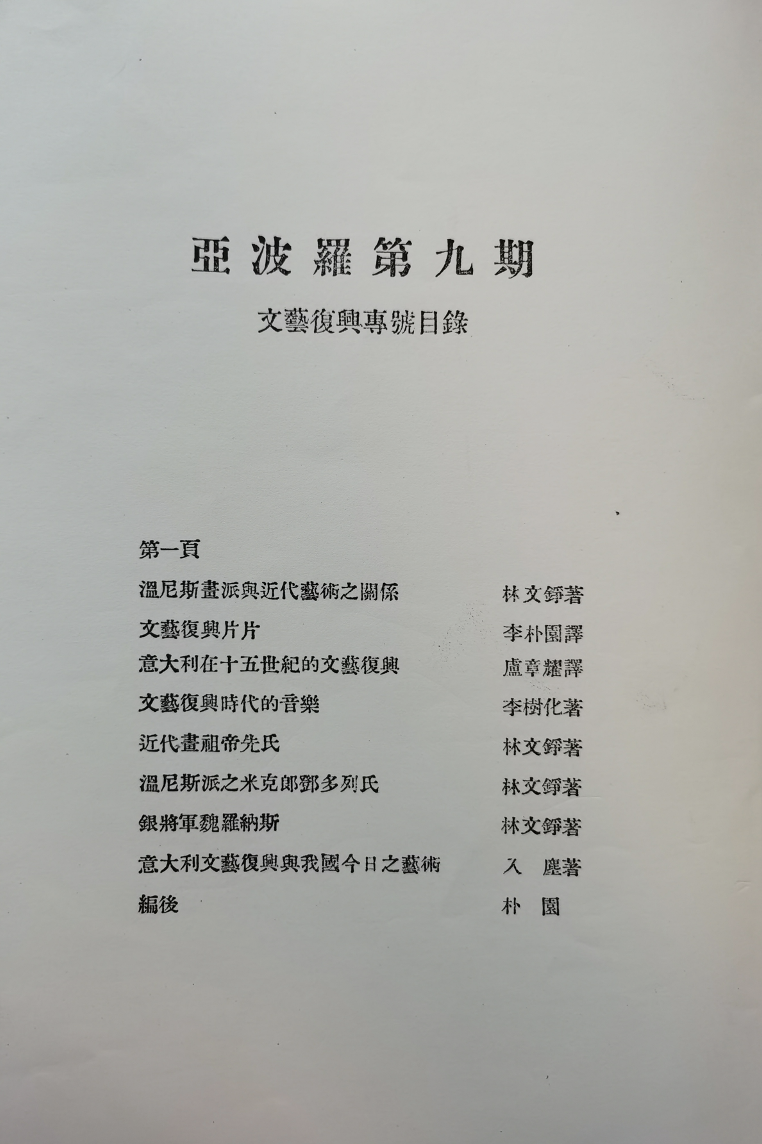 亞波羅第九期
文藝復興專號目錄
第一頁
溫尼斯畫派與近代藝術之關係 林文錚著
文藝復興片片 李朴園譯
意大利在十五世紀的文藝復興 盧章耀譯
文藝復興時代的音樂 李樹化著
近代畫祖帝先氏 林文錚著
溫尼斯派之米克郎鄧多列氏 林文錚著
銀將軍魏羅納斯 林文錚著
意大利文藝復興與我國今日之藝術 入塵著
編後 朴園